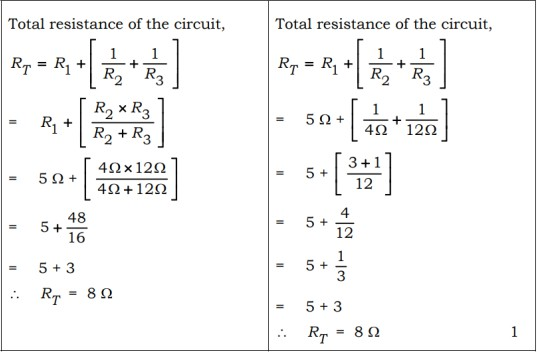 Total resistance of the circuit,
R_T = R_1 + [ 1/R_2 + 1/R_3 ]
= R_1 + [ (R_2 × R_3)/(R_2 + R_3) ]
= 5 Ω + [ (4Ω × 12Ω)/(4Ω + 12Ω) ]
= 5 + 48/16
= 5 + 3
∴ R_T = 8 Ω
Total resistance of the circuit,
R_T = R_1 + [ 1/R_2 + 1/R_3 ]
= 5 Ω + [ 1/4Ω + 1/12Ω ]
= 5 + [ (3 + 1)/12 ]
= 5 + 4/12
= 5 + 1/3
= 5 + 3
∴ R_T = 8 Ω 1